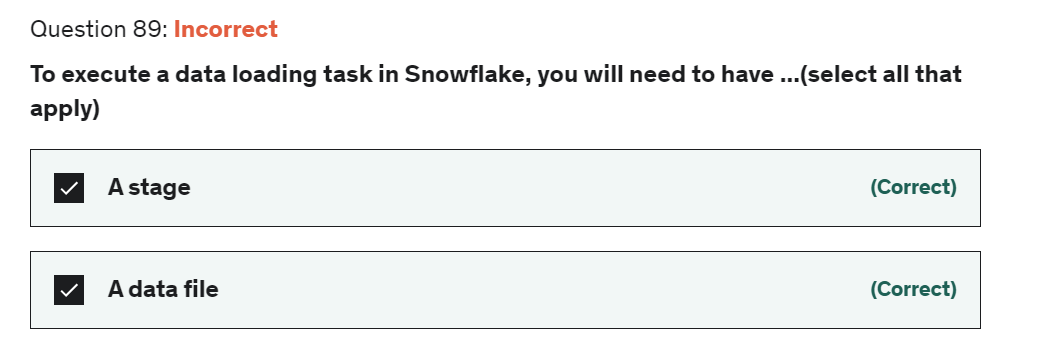 Question 89: Incorrect
To execute a data loading task in Snowflake, you will need to have ...(select all that
apply)
A stage (Correct)
A data file (Correct)